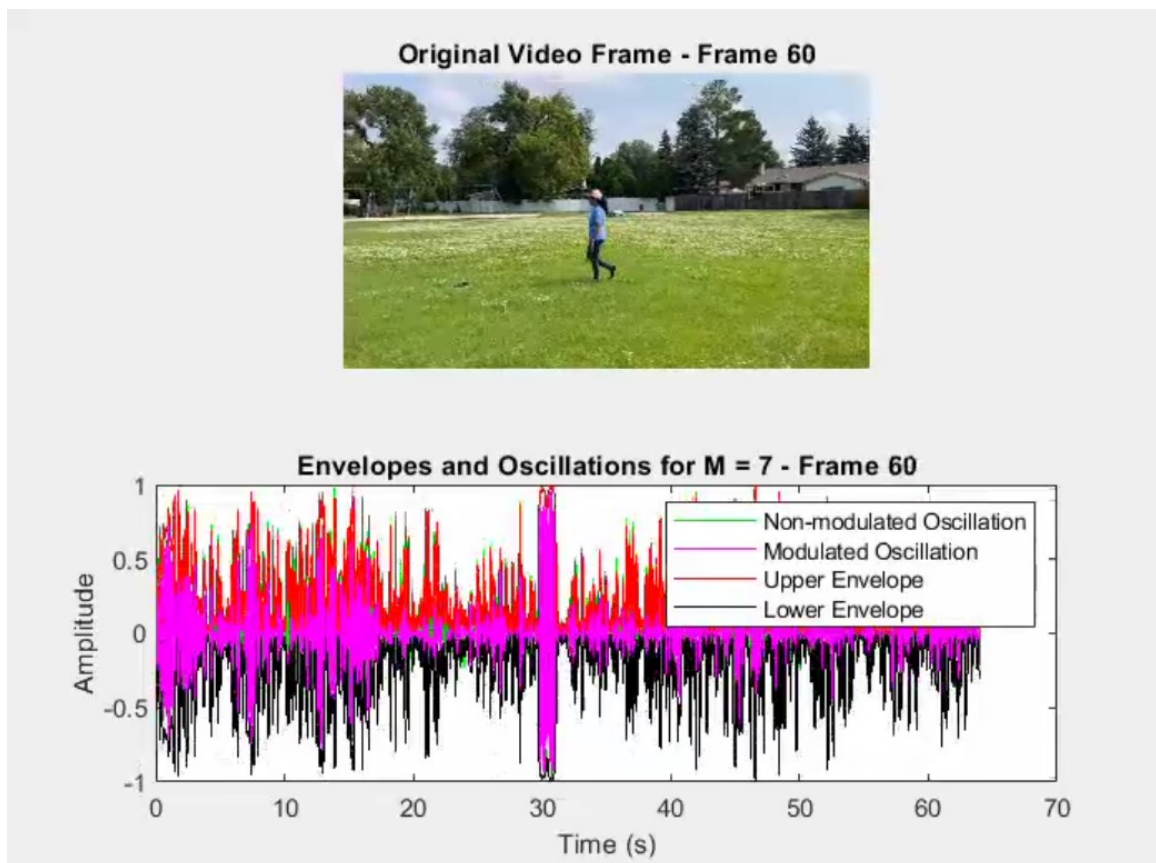 Original Video Frame - Frame 60
Envelopes and Oscillations for M = 7 - Frame 60
1
0.5
0
-0.5
-1
Amplitude
Non-modulated Oscillation
Modulated Oscillation
Upper Envelope
Lower Envelope
0 10 20 30 40 50 60 70
Time (s)